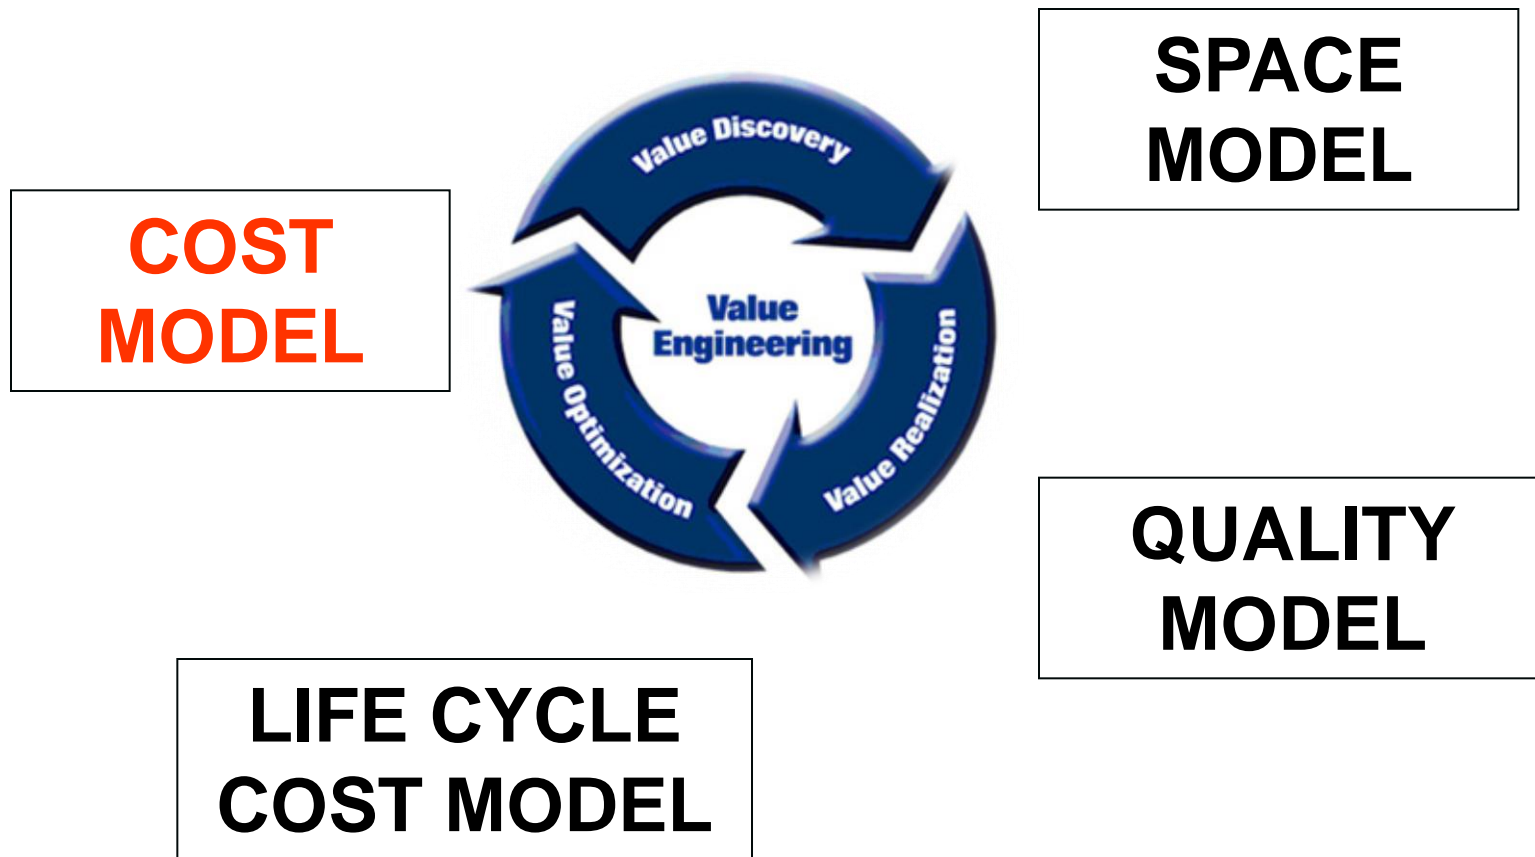 SPACE
MODEL
Value Discovery
COST
MODEL
Value
Engineering
Value Optimization
Value Realization
QUALITY
MODEL
LIFE CYCLE
COST MODEL